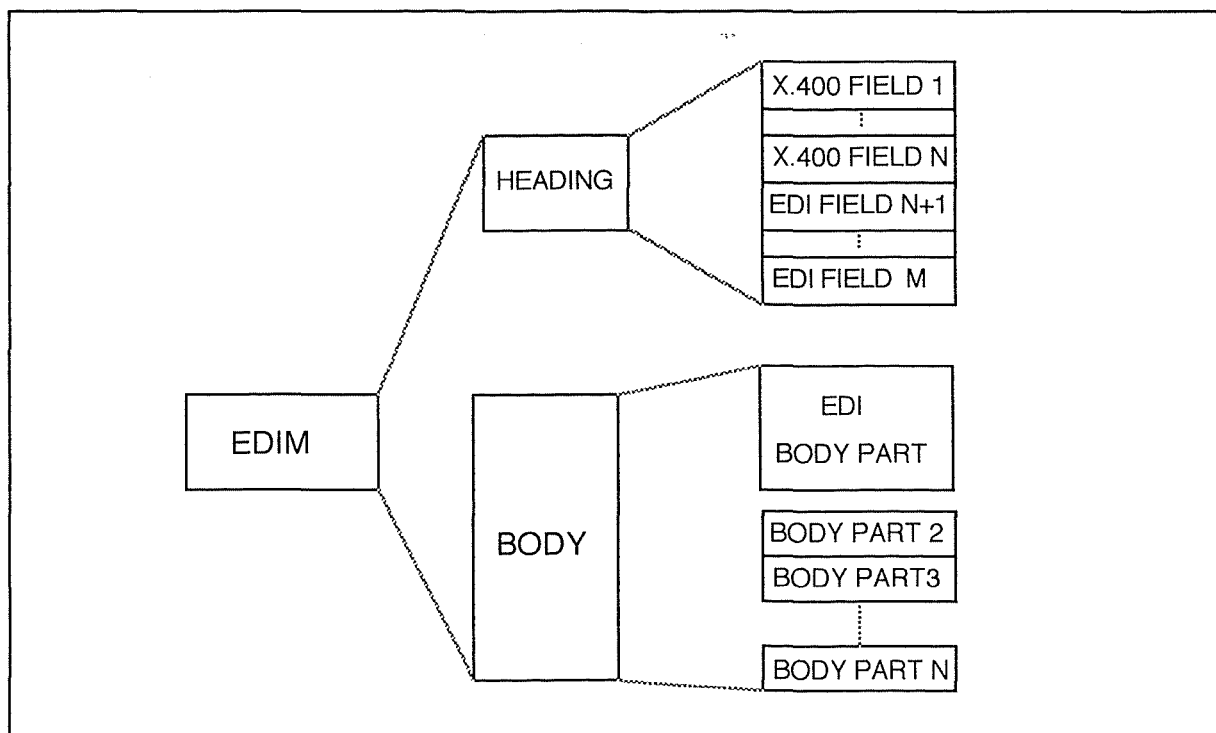 X.400 FIELD 1
X.400 FIELD N
EDI FIELD N+1
EDI FIELD M
HEADING
EDIM
BODY
EDI
BODY PART
BODY PART 2
BODY PART3
BODY PART N